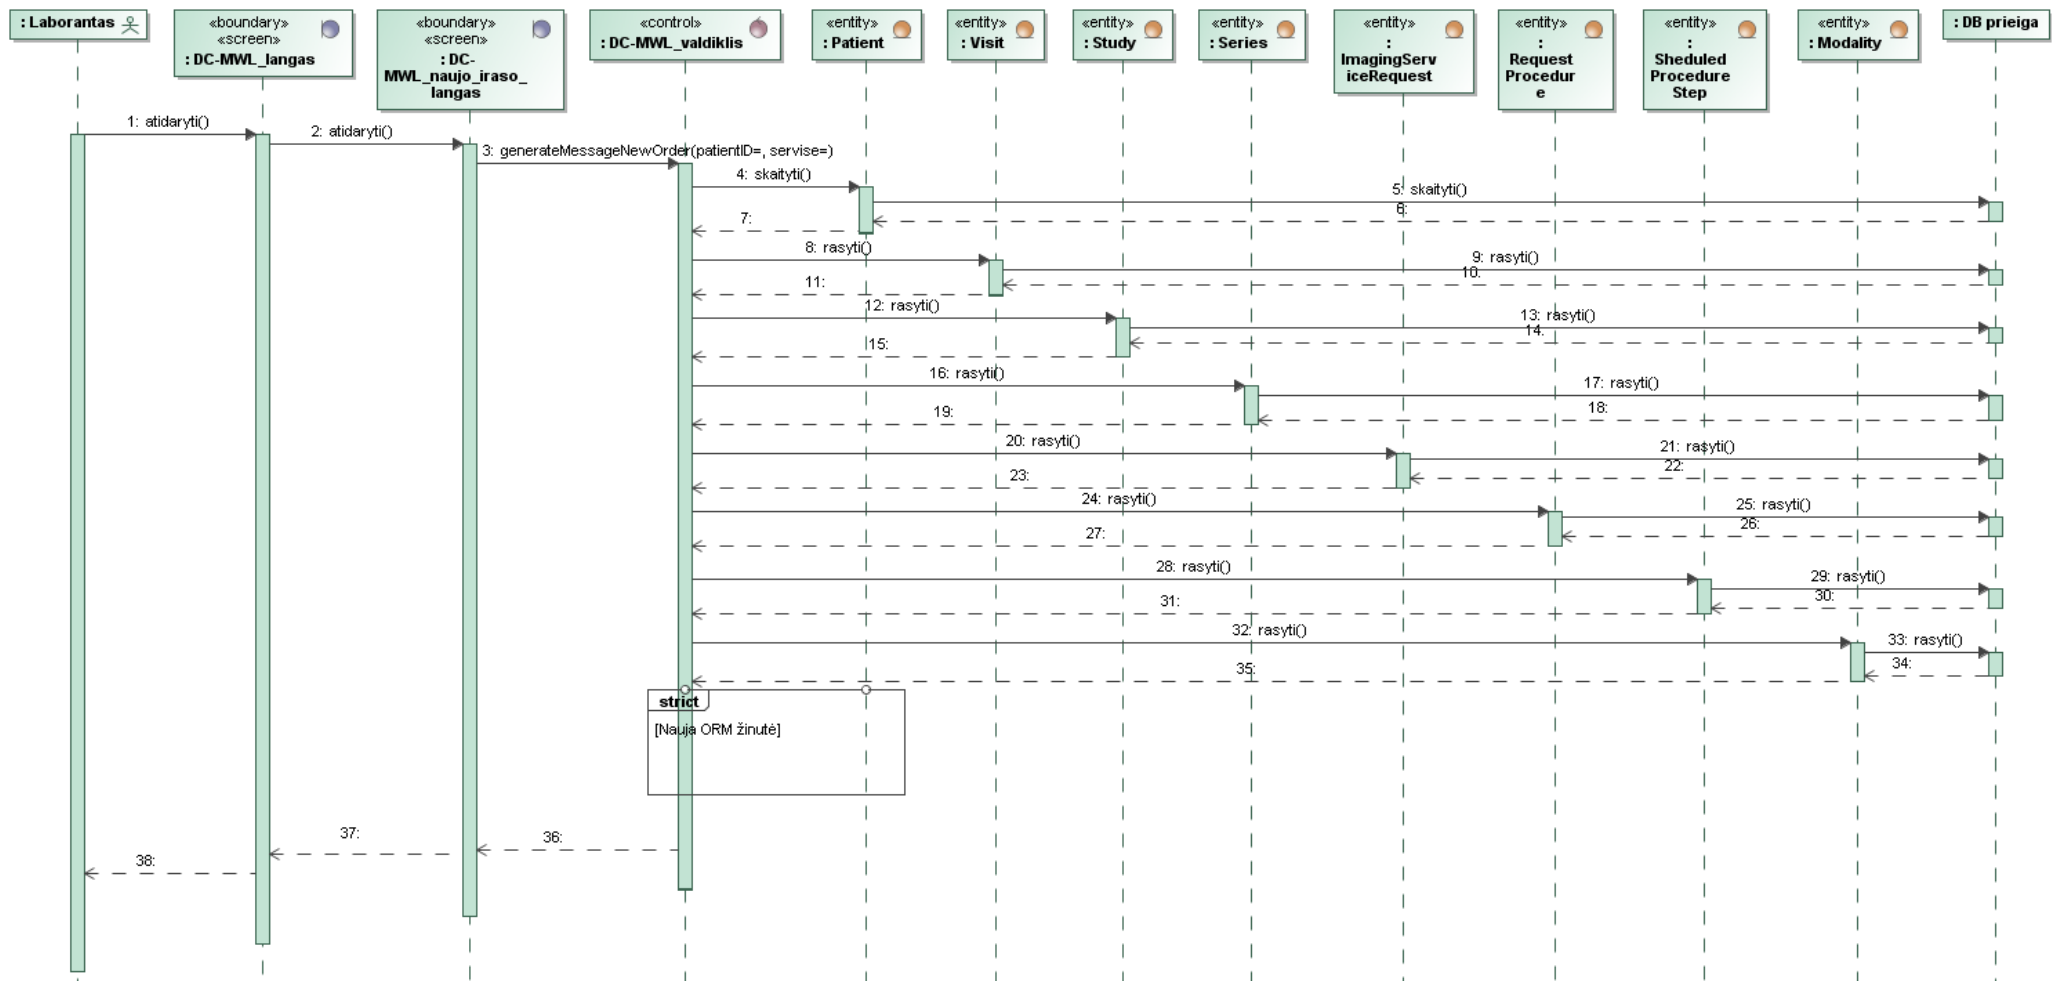 : Laborantas
«boundary»
«screen»
: DC-MWL_langas
«boundary»
«screen»
: DC-
MWL_naujo_iraso_
langas
«control»
: DC-MWL_valdiklis
«entity»
: Patient
«entity»
: Visit
«entity»
: Study
«entity»
: Series
«entity»
:
ImagingServ
iceRequest
«entity»
:
Request
Procedur
e
«entity»
:
Sheduled
Procedure
Step
«entity»
: Modality
: DB prieiga
1: atidaryti()
2: atidaryti()
3: generateMessageNewOrder(patientID=, servise=)
4: skaityti()
5: skaityti()
6:
7:
8: rasyti()
9: rasyti()
10:
11:
12: rasyti()
13: rasyti()
14:
15:
16: rasyti()
17: rasyti()
18:
19:
20: rasyti()
21: rasyti()
22:
23:
24: rasyti()
25: rasyti()
26:
27:
28: rasyti()
29: rasyti()
30:
31:
32: rasyti()
33: rasyti()
34:
35:
strict
[Nauja ORM žinutė]
36:
37:
38: